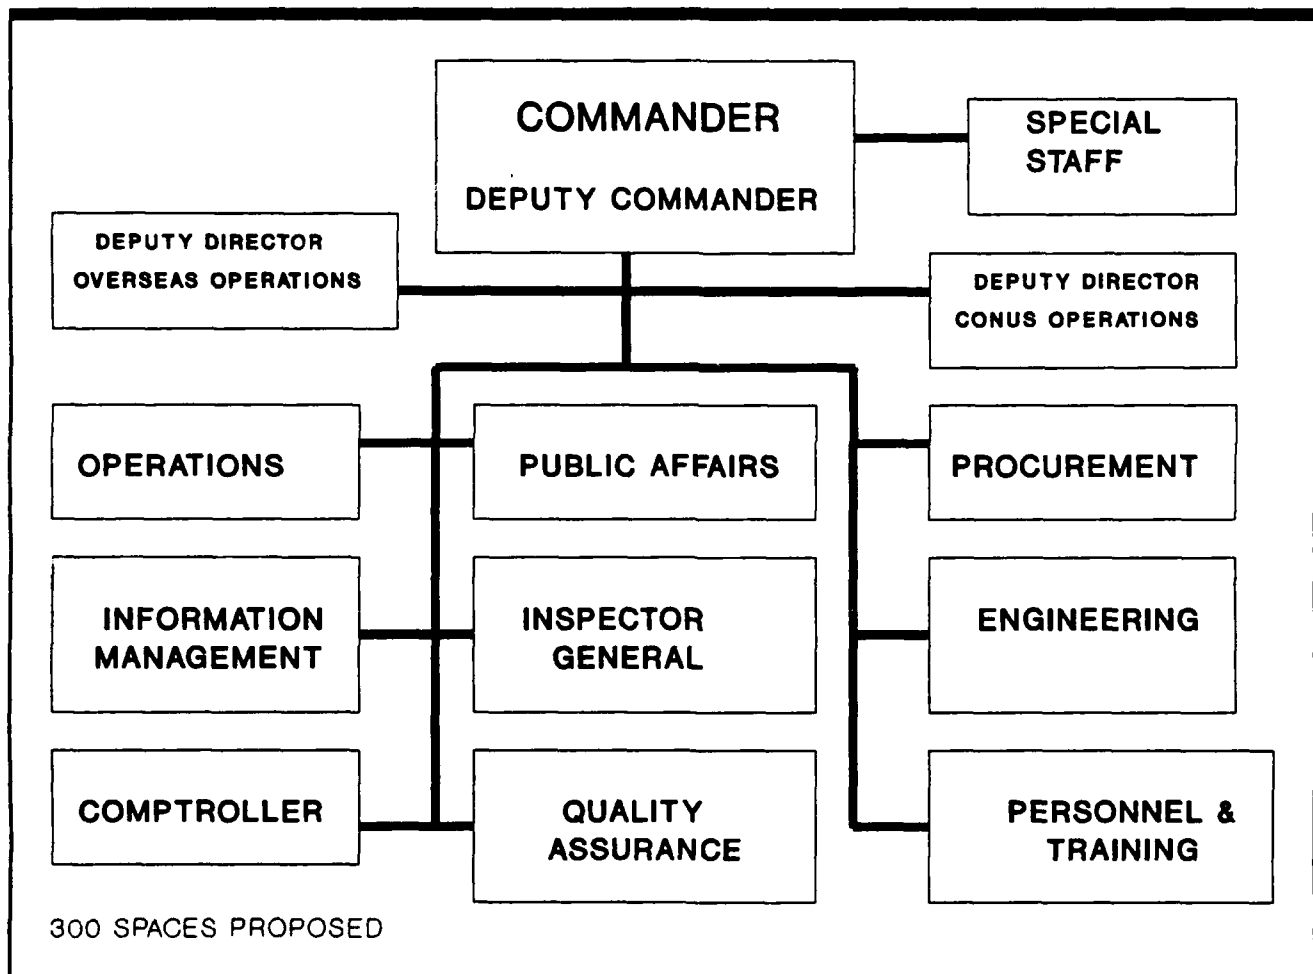 COMMANDER
DEPUTY COMMANDER
SPECIAL
STAFF
DEPUTY DIRECTOR
OVERSEAS OPERATIONS
DEPUTY DIRECTOR
CONUS OPERATIONS
OPERATIONS
PUBLIC AFFAIRS
PROCUREMENT
INFORMATION
MANAGEMENT
INSPECTOR
GENERAL
ENGINEERING
COMPTROLLER
QUALITY
ASSURANCE
PERSONNEL &
TRAINING
300 SPACES PROPOSED